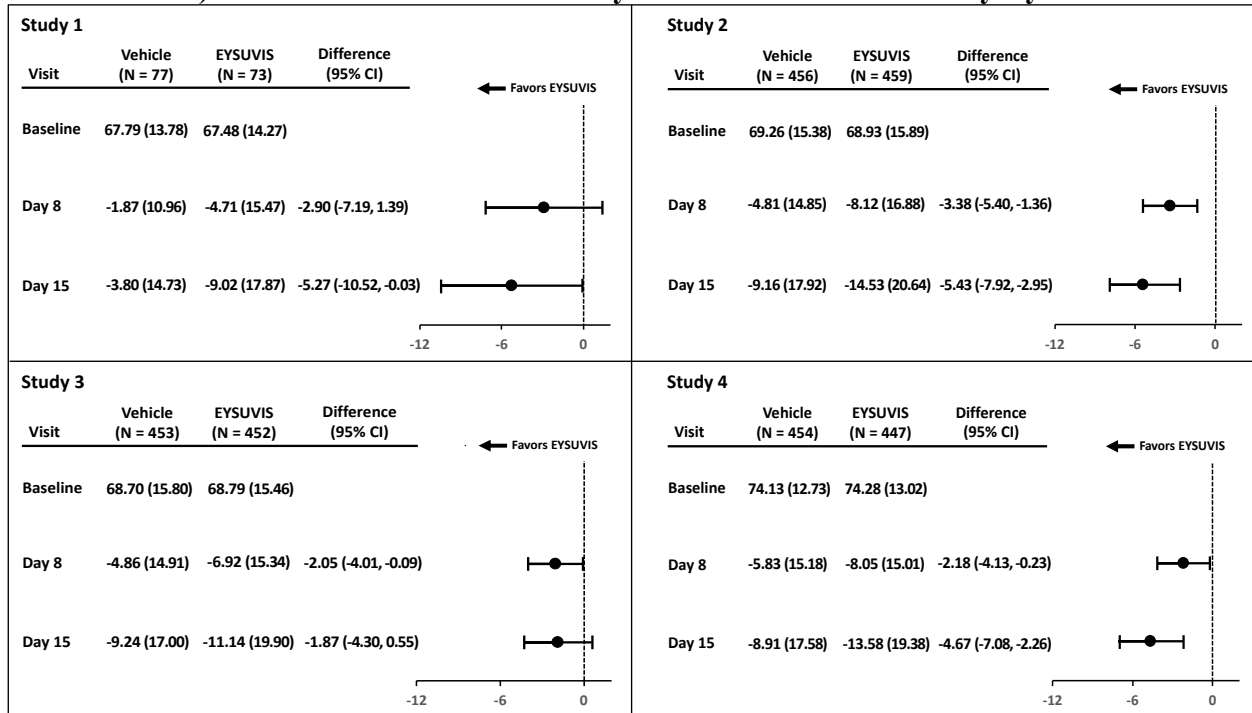 Study 1
Vehicle EYSUVIS Difference
Visit (N = 77) (N = 73) (95% CI)
Favors EYSUVIS
Baseline 67.79 (13.78) 67.48 (14.27)
Day 8 -1.87 (10.96) -4.71 (15.47) -2.90 (-7.19, 1.39)
Day 15 -3.80 (14.73) -9.02 (17.87) -5.27 (-10.52, -0.03)
-12 -6 0
Study 2
Vehicle EYSUVIS Difference
Visit (N = 456) (N = 459) (95% CI)
Favors EYSUVIS
Baseline 69.26 (15.38) 68.93 (15.89)
Day 8 -4.81 (14.85) -8.12 (16.88) -3.38 (-5.40, -1.36)
Day 15 -9.16 (17.92) -14.53 (20.64) -5.43 (-7.92, -2.95)
-12 -6 0
Study 3
Vehicle EYSUVIS Difference
Visit (N = 453) (N = 452) (95% CI)
Favors EYSUVIS
Baseline 68.70 (15.80) 68.79 (15.46)
Day 8 -4.86 (14.91) -6.92 (15.34) -2.05 (-4.01, -0.09)
Day 15 -9.24 (17.00) -11.14 (19.90) -1.87 (-4.30, 0.55)
-12 -6 0
Study 4
Vehicle EYSUVIS Difference
Visit (N = 454) (N = 447) (95% CI)
Favors EYSUVIS
Baseline 74.13 (12.73) 74.28 (13.02)
Day 8 -5.83 (15.18) -8.05 (15.01) -2.18 (-4.13, -0.23)
Day 15 -8.91 (17.58) -13.58 (19.38) -4.67 (-7.08, -2.26)
-12 -6 0